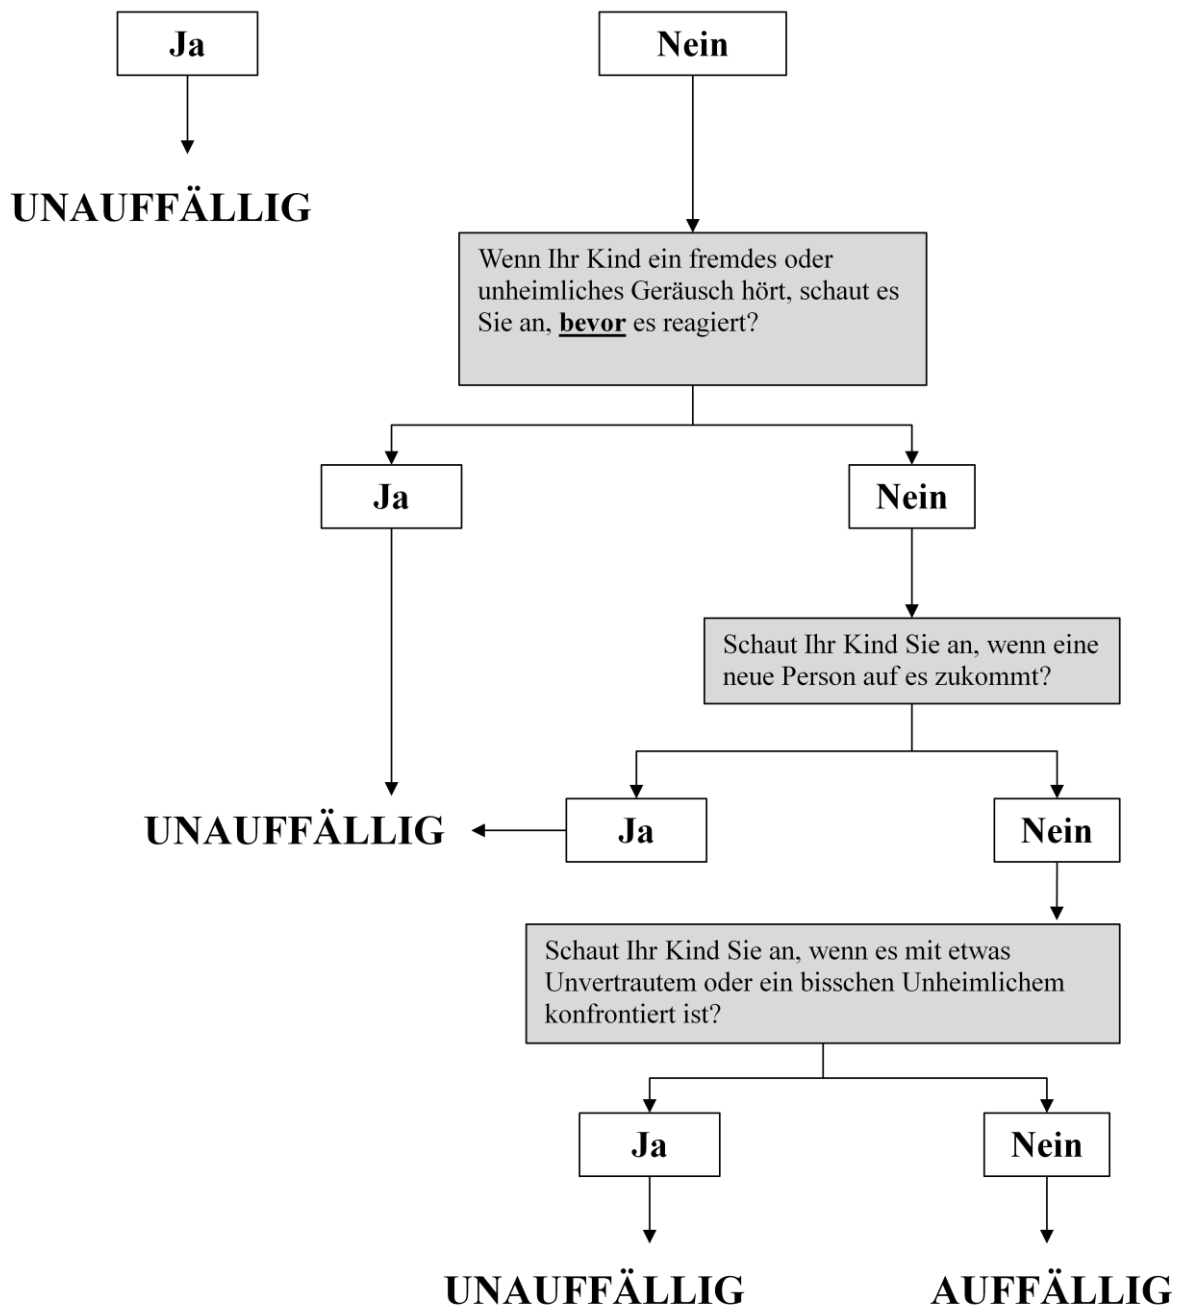 Ja
Nein
UNAUFFÄLLIG
Wenn Ihr Kind ein fremdes oder
unheimliches Geräusch hört, schaut es
Sie an, bevor es reagiert?
Ja
Nein
Schaut Ihr Kind Sie an, wenn eine
neue Person auf es zukommt?
UNAUFFÄLLIG
Ja
Nein
Schaut Ihr Kind Sie an, wenn es mit etwas
Unvertrautem oder ein bisschen Unheimlichem
konfrontiert ist?
Ja
Nein
UNAUFFÄLLIG
AUFFÄLLIG